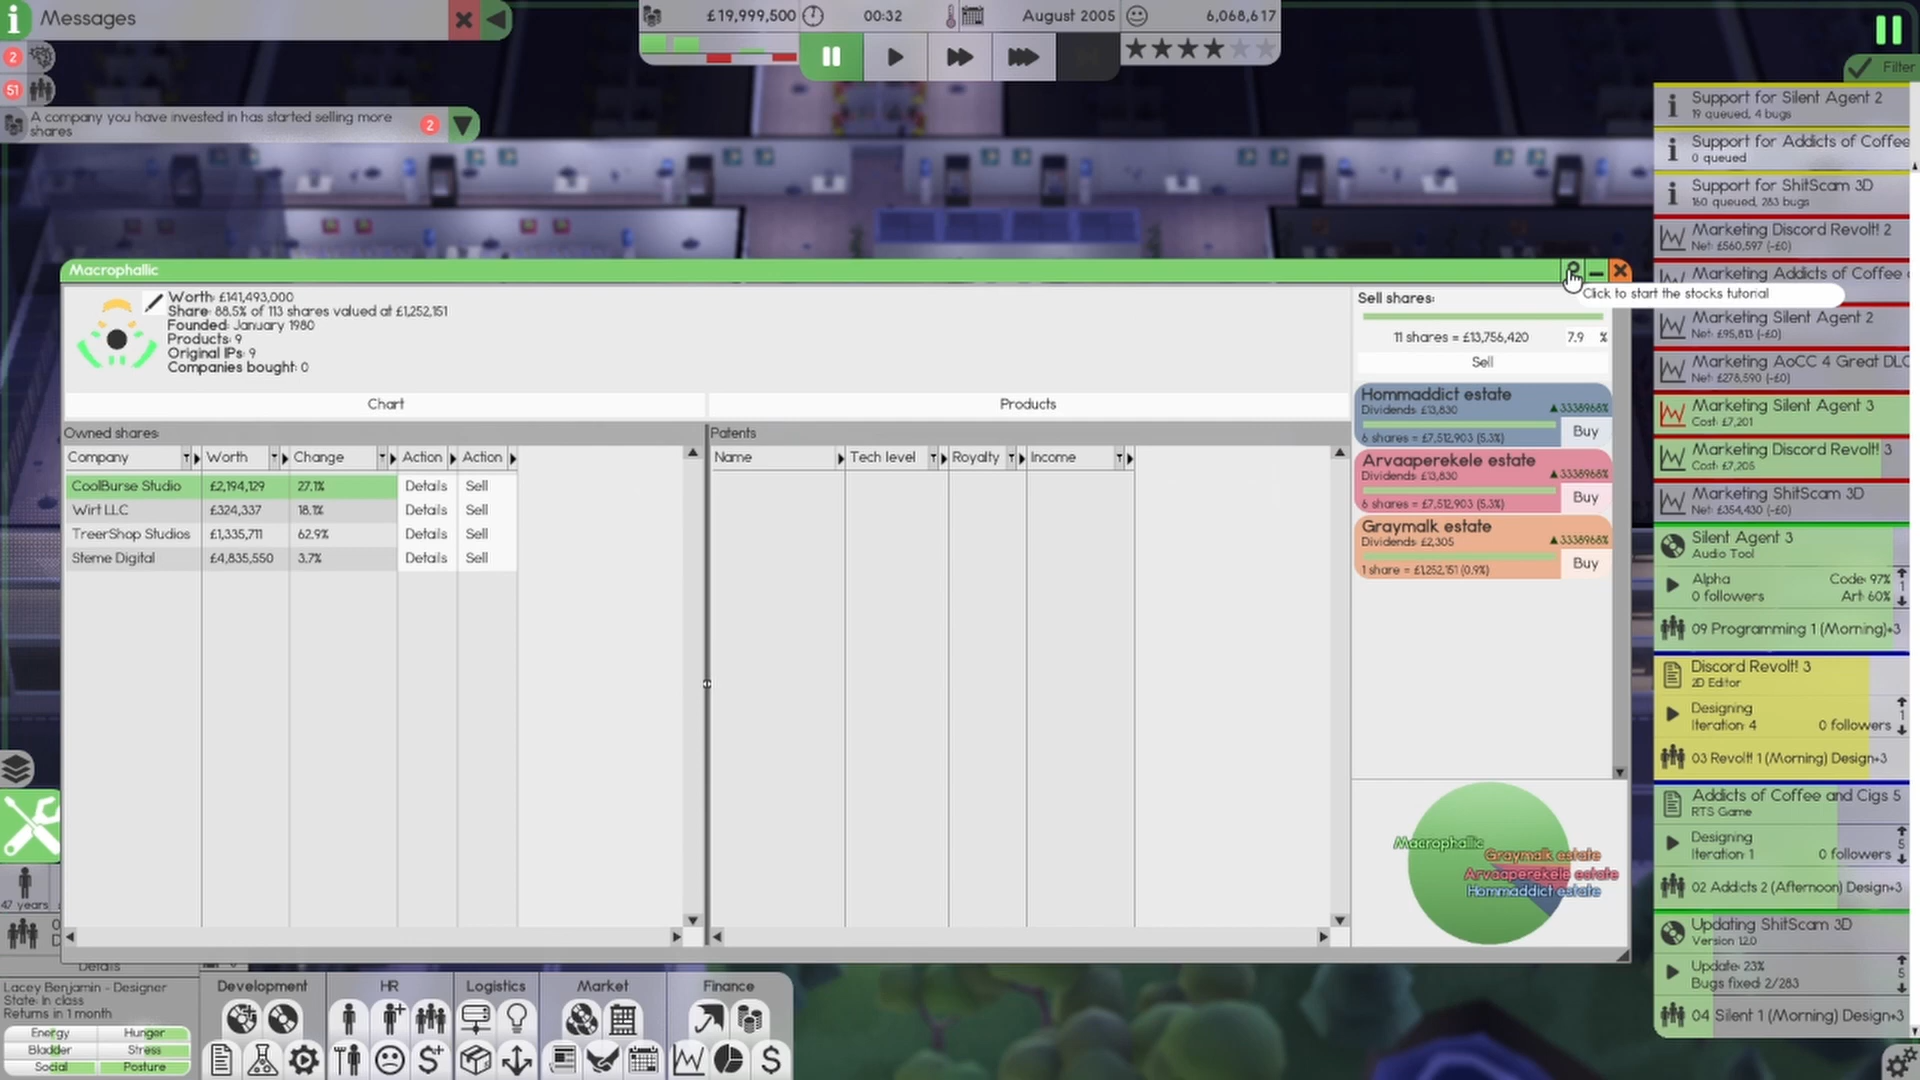 Messages
2
51
A company you have invested in has started selling more
shares
2
£19,999,500
00:32
August 2005
6,068,617
Filter
Macrophallic
Click to start the stocks tutorial
Worth: £141,493,000
Share: 88.5% of 113 shares valued at £1,252,151
Founded: January 1980
Products: 9
Original IPs: 9
Companies bought: 0
Chart
Products
Owned shares:
Company Worth Change Action Action
CoolBurse Studio £2,194,129 27.1% Details Sell
Wirt LLC £324,337 18.1% Details Sell
TreerShop Studios £1,335,711 62.9% Details Sell
Steme Digital £4,835,550 3.7% Details Sell
Patents
Name Tech level Royalty Income
Sell shares:
11 shares = £13,756,420 7.9 %
Sell
Hommaddict estate
Dividends: £13,830 ▲3338968%
6 shares = £7,512,903 (5.3%) Buy
Arvaaperekele estate
Dividends: £13,830 ▲3338968%
6 shares = £7,512,903 (5.3%) Buy
Graymalk estate
Dividends: £2,305 ▲3338968%
1 share = £1,252,151 (0.9%) Buy
Macrophallic
Graymalk estate
Arvaaperekele estate
Hommaddict estate
Support for Silent Agent 2
19 queued, 4 bugs
Support for Addicts of Coffee
0 queued
Support for ShitScam 3D
160 queued, 283 bugs
Marketing Discord Revolt! 2
Net: £560,597 (-£0)
Marketing Addicts of Coffee
Marketing Silent Agent 2
Net: £95,813 (-£0)
Marketing AoCC 4 Great DLC
Net: £278,590 (-£0)
Marketing Silent Agent 3
Cost: £7,201
Marketing Discord Revolt! 3
Cost: £7,205
Marketing ShitScam 3D
Net: £354,430 (-£0)
Silent Agent 3
Audio Tool
Alpha Code: 97%
0 followers Art: 60%
1
09 Programming 1 (Morning)+3
Discord Revolt! 3
2D Editor
Designing
Iteration: 4 0 followers
1
03 Revolt! 1 (Morning) Design+3
Addicts of Coffee and Cigs 5
RTS Game
Designing
Iteration: 1 0 followers
5
02 Addicts 2 (Afternoon) Design+3
Updating ShitScam 3D
Version 12.0
Update: 23%
Bugs fixed: 2/283
5
04 Silent 1 (Morning) Design+3
47 years
Details
Lacey Benjamin - Designer
State: In class
Returns in 1 month
Energy Hunger
Bladder Stress
Social Posture
Development
HR
Logistics
Market
Finance